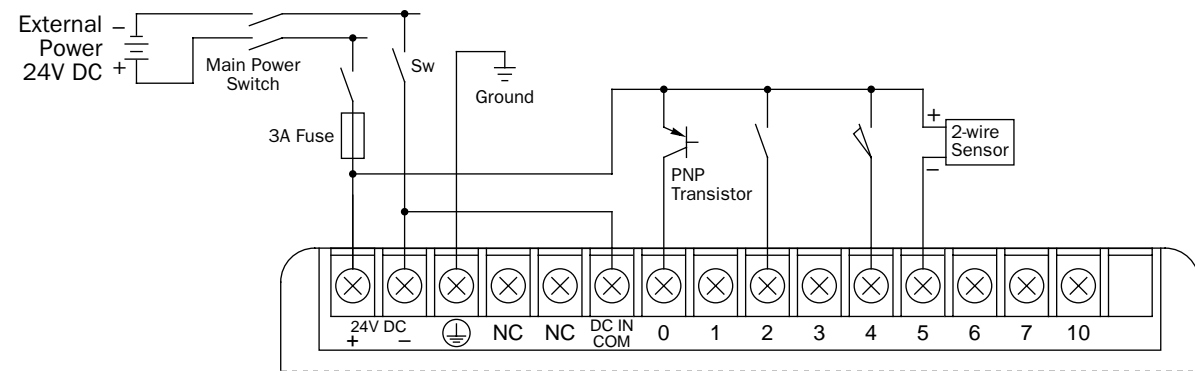 External –
Power
24V DC +
Main Power
Switch
Sw
Ground
3A Fuse
PNP
Transistor
+
2-wire
Sensor
–
24V DC
+ –
NC NC DC IN
COM
0 1 2 3 4 5 6 7 10